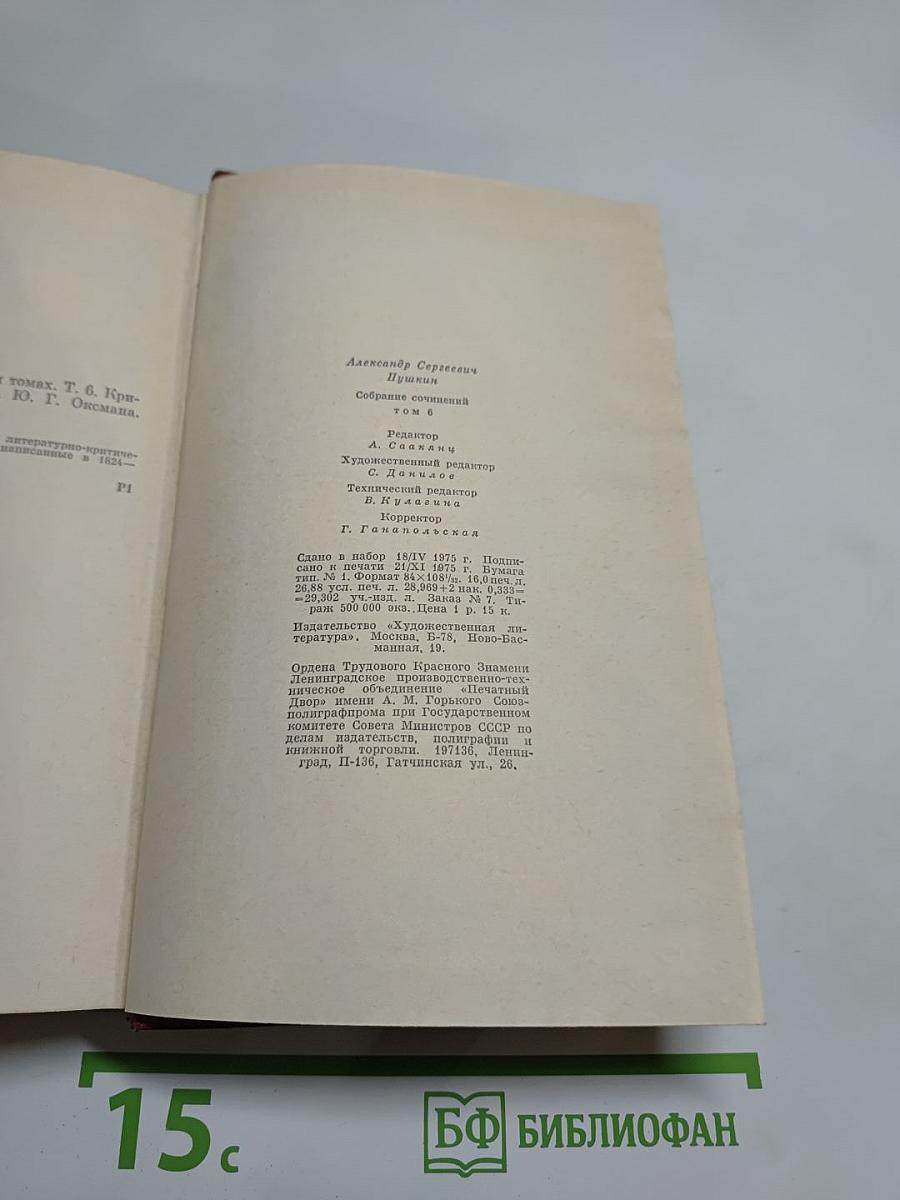 томах. Т. 6. Кри-
Ю. Г. Оксмана.
литературно-критиче-
написанные в 1824—
Р1
Александр Сергеевич
Пушкин
Собрание сочинений
том 6
Редактор
А. Саакянц
Художественный редактор
С. Данилов
Технический редактор
В. Кулагина
Корректор
Г. Ганапольская
Сдано в набор 18/IV 1975 г. Подпи-
сано к печати 21/XI 1975 г. Бумага
тип. № 1. Формат 84×108¹/₃₂. 16,0 печ. л.
26,88 усл. печ. л. 28,969+2 нак. 0,333=
=29,302 уч.-изд. л. Заказ № 7. Ти-
раж 500 000 экз. Цена 1 р. 15 к.
Издательство «Художественная ли-
тература». Москва, Б-78, Ново-Бас-
манная, 19.
Ордена Трудового Красного Знамени
Ленинградское производственно-тех-
ническое объединение «Печатный
Двор» имени А. М. Горького Союз-
полиграфпрома при Государственном
комитете Совета Министров СССР по
делам издательств, полиграфии и
книжной торговли. 197136, Ленин-
град, П-136, Гатчинская ул., 26.
15 с
БФ БИБЛИОФАН